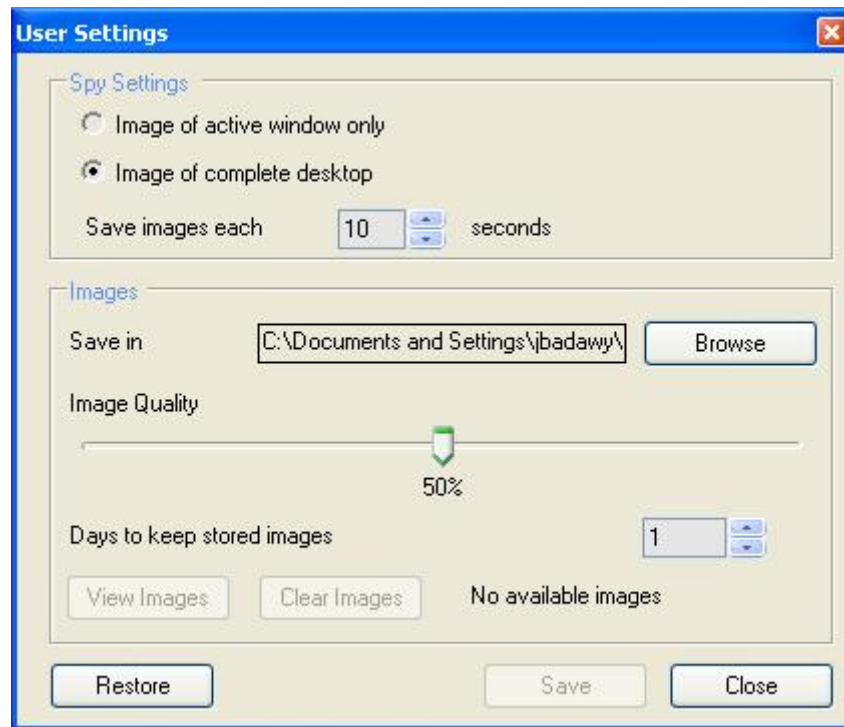 User Settings
Spy Settings
Image of active window only
Image of complete desktop
Save images each 10 seconds
Images
Save in C:\Documents and Settings\jbadawy\ Browse
Image Quality
50%
Days to keep stored images 1
View Images Clear Images No available images
Restore Save Close